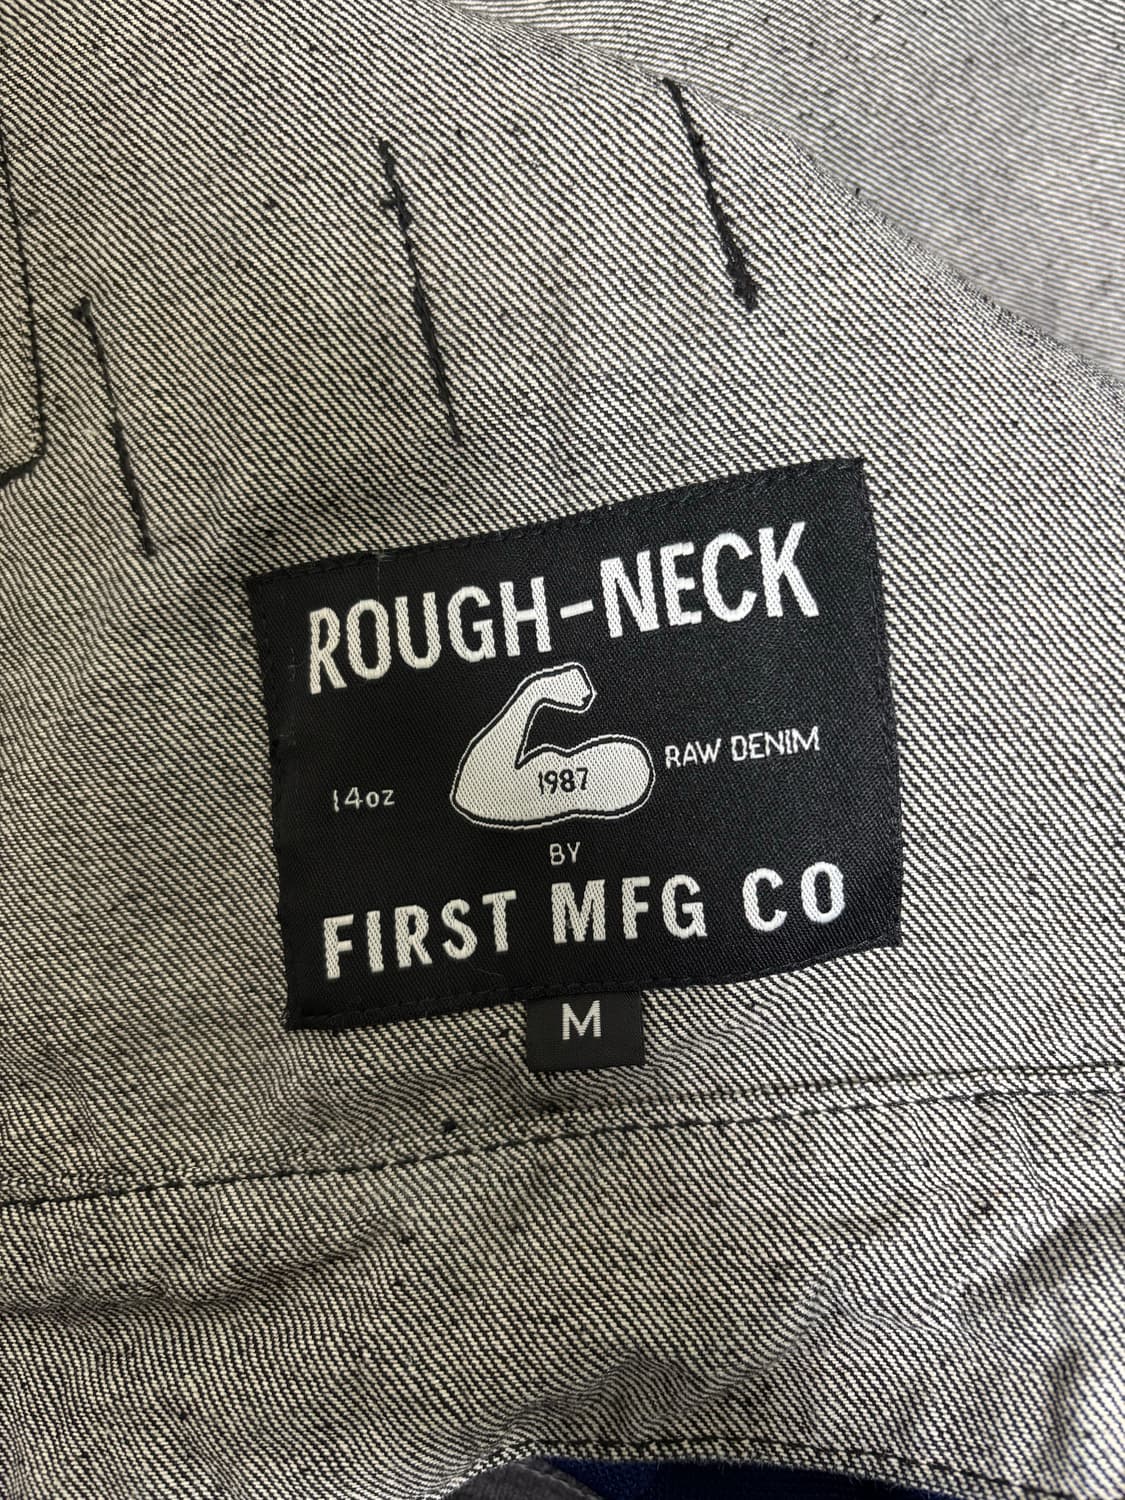 ROUGH-NECK
1987
14oz
RAW DENIM
BY
FIRST MFG CO
M